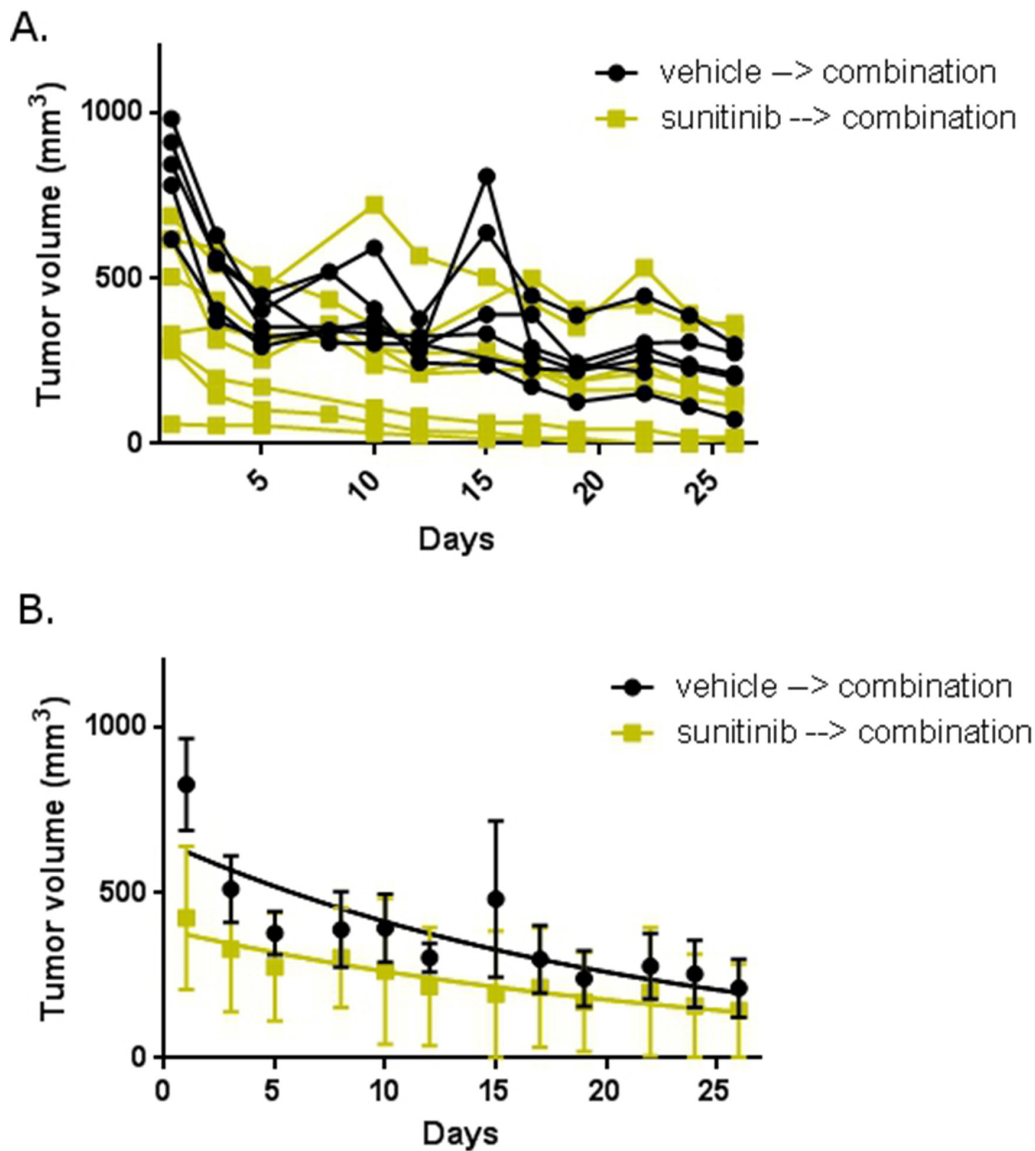 A.
Tumor volume (mm³)
1000
500
0
5
10
15
20
25
Days
vehicle –> combination
sunitinib --> combination
B.
Tumor volume (mm³)
1000
500
0
0
5
10
15
20
25
Days
vehicle –> combination
sunitinib --> combination